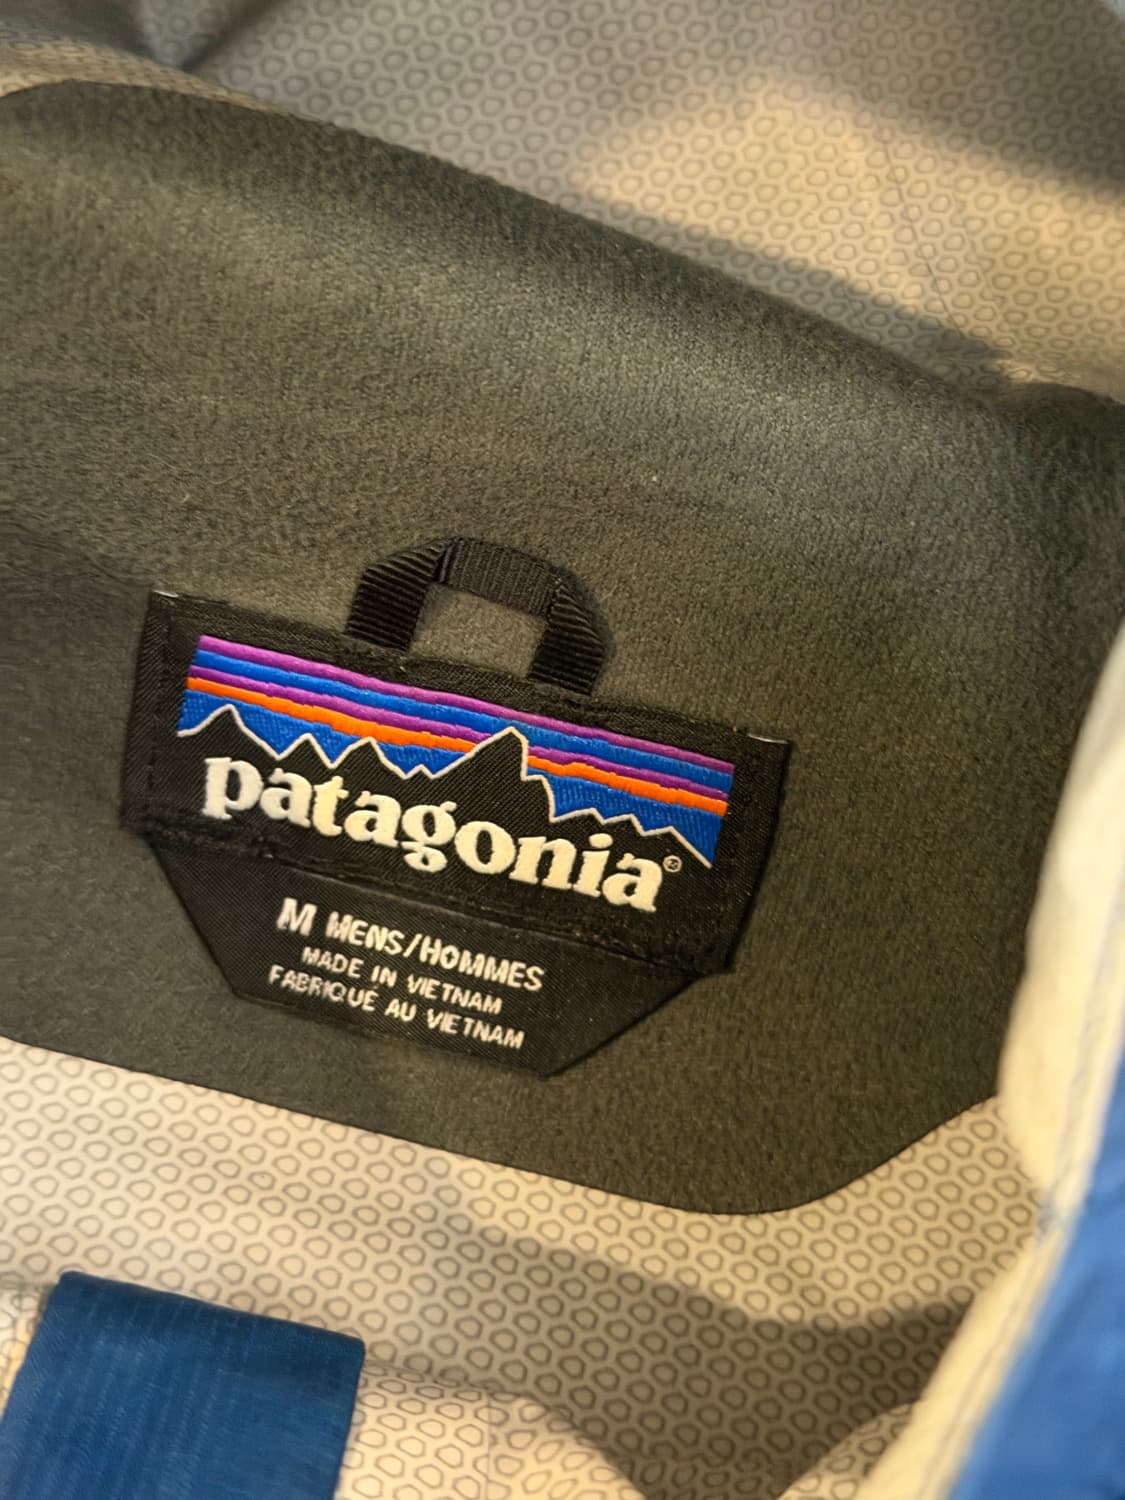 patagonia®
M MENS/HOMMES
MADE IN VIETNAM
FABRIQUÉ AU VIETNAM